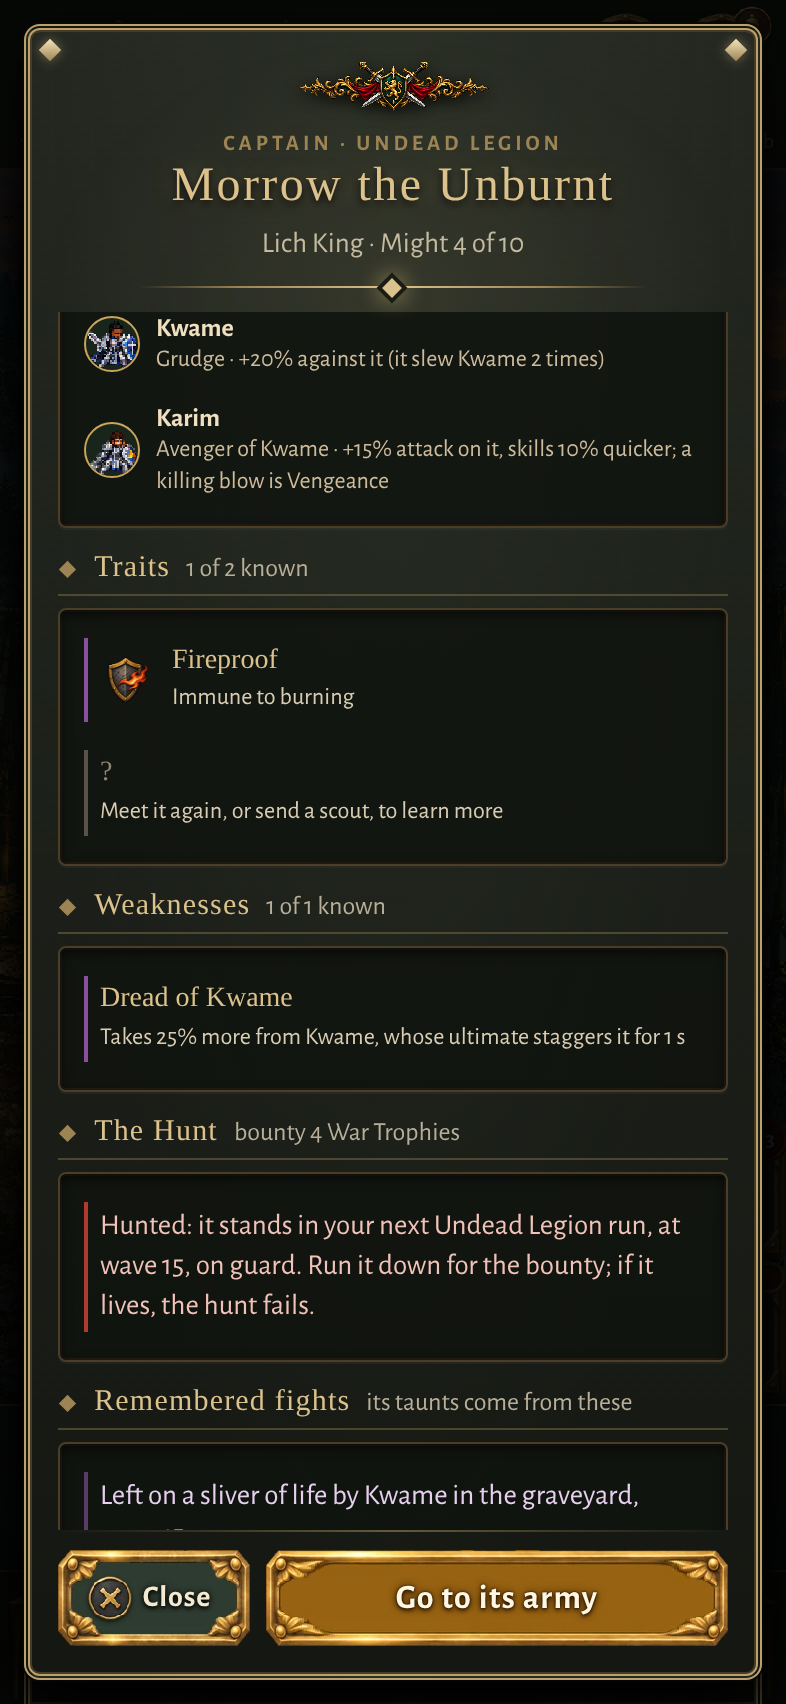 CAPTAIN · UNDEAD LEGION
Morrow the Unburnt
Lich King · Might 4 of 10
Kwame
Grudge · +20% against it (it slew Kwame 2 times)
Karim
Avenger of Kwame · +15% attack on it, skills 10% quicker; a
killing blow is Vengeance
Traits 1 of 2 known
Fireproof
Immune to burning
?
Meet it again, or send a scout, to learn more
Weaknesses 1 of 1 known
Dread of Kwame
Takes 25% more from Kwame, whose ultimate staggers it for 1 s
The Hunt bounty 4 War Trophies
Hunted: it stands in your next Undead Legion run, at
wave 15, on guard. Run it down for the bounty; if it
lives, the hunt fails.
Remembered fights its taunts come from these
Left on a sliver of life by Kwame in the graveyard,
Close
Go to its army